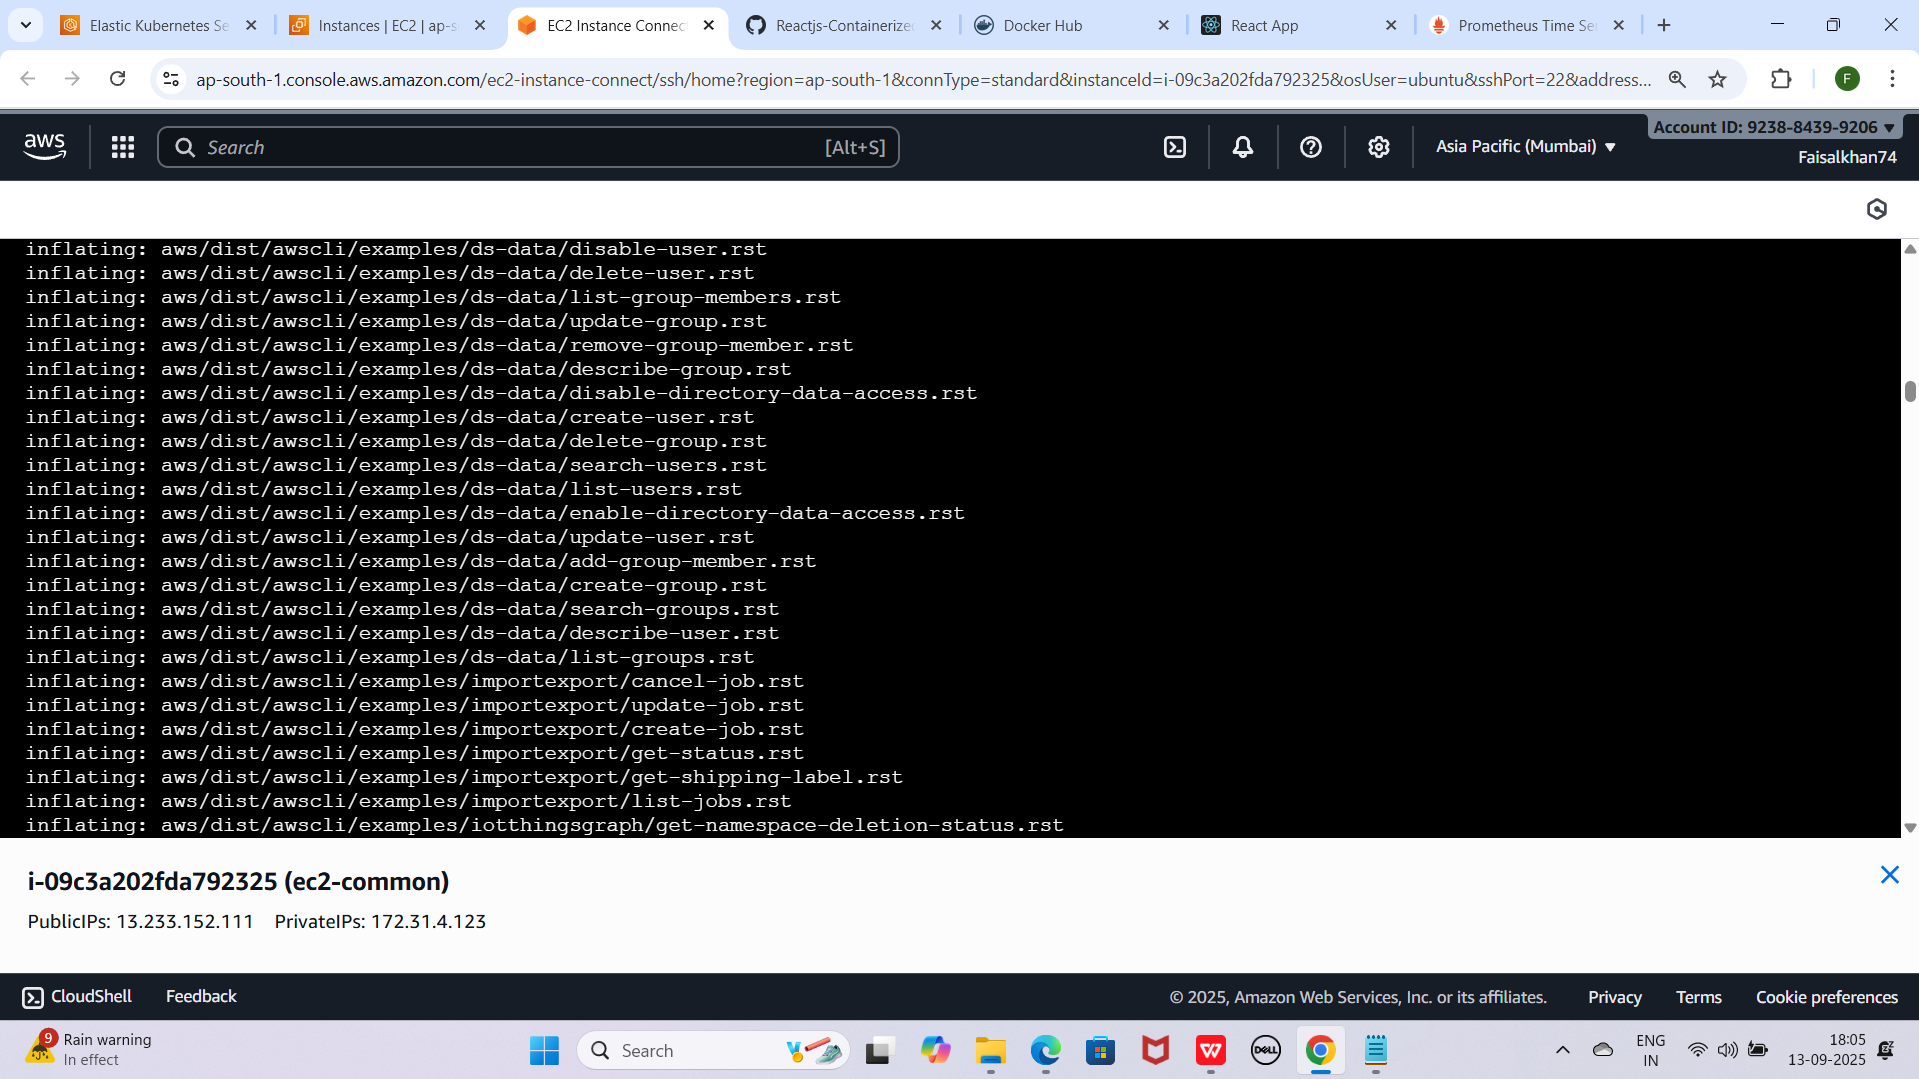 Elastic Kubernetes Se
Instances | EC2 | ap-s
EC2 Instance Connec
Reactjs-Containerize
Docker Hub
React App
Prometheus Time Se
ap-south-1.console.aws.amazon.com/ec2-instance-connect/ssh/home?region=ap-south-1&connType=standard&instanceId=i-09c3a202fda792325&osUser=ubuntu&sshPort=22&address...
F
aws
Search
[Alt+S]
Asia Pacific (Mumbai)
Account ID: 9238-8439-9206
Faisalkhan74
inflating: aws/dist/awscli/examples/ds-data/disable-user.rst
inflating: aws/dist/awscli/examples/ds-data/delete-user.rst
inflating: aws/dist/awscli/examples/ds-data/list-group-members.rst
inflating: aws/dist/awscli/examples/ds-data/update-group.rst
inflating: aws/dist/awscli/examples/ds-data/remove-group-member.rst
inflating: aws/dist/awscli/examples/ds-data/describe-group.rst
inflating: aws/dist/awscli/examples/ds-data/disable-directory-data-access.rst
inflating: aws/dist/awscli/examples/ds-data/create-user.rst
inflating: aws/dist/awscli/examples/ds-data/delete-group.rst
inflating: aws/dist/awscli/examples/ds-data/search-users.rst
inflating: aws/dist/awscli/examples/ds-data/list-users.rst
inflating: aws/dist/awscli/examples/ds-data/enable-directory-data-access.rst
inflating: aws/dist/awscli/examples/ds-data/update-user.rst
inflating: aws/dist/awscli/examples/ds-data/add-group-member.rst
inflating: aws/dist/awscli/examples/ds-data/create-group.rst
inflating: aws/dist/awscli/examples/ds-data/search-groups.rst
inflating: aws/dist/awscli/examples/ds-data/describe-user.rst
inflating: aws/dist/awscli/examples/ds-data/list-groups.rst
inflating: aws/dist/awscli/examples/importexport/cancel-job.rst
inflating: aws/dist/awscli/examples/importexport/update-job.rst
inflating: aws/dist/awscli/examples/importexport/create-job.rst
inflating: aws/dist/awscli/examples/importexport/get-status.rst
inflating: aws/dist/awscli/examples/importexport/get-shipping-label.rst
inflating: aws/dist/awscli/examples/importexport/list-jobs.rst
inflating: aws/dist/awscli/examples/iotthingsgraph/get-namespace-deletion-status.rst
i-09c3a202fda792325 (ec2-common)
PublicIPs: 13.233.152.111 PrivateIPs: 172.31.4.123
CloudShell
Feedback
© 2025, Amazon Web Services, Inc. or its affiliates.
Privacy
Terms
Cookie preferences
9
Rain warning
In effect
Search
DELL
ENG
IN
18:05
13-09-2025